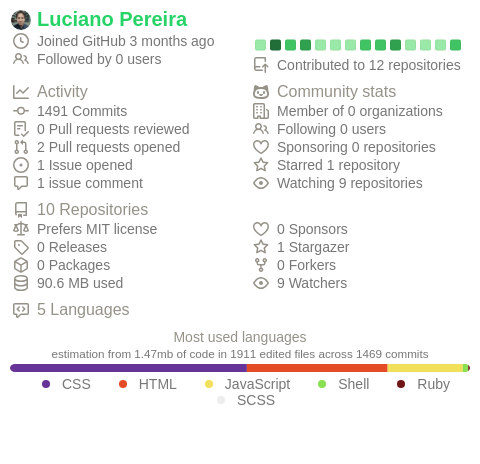 Luciano Pereira
Joined GitHub 3 months ago
Followed by 0 users
Contributed to 12 repositories
Activity
1491 Commits
0 Pull requests reviewed
2 Pull requests opened
1 Issue opened
1 issue comment
Community stats
Member of 0 organizations
Following 0 users
Sponsoring 0 repositories
Starred 1 repository
Watching 9 repositories
10 Repositories
Prefers MIT license
0 Releases
0 Packages
90.6 MB used
0 Sponsors
1 Stargazer
0 Forkers
9 Watchers
5 Languages
Most used languages
estimation from 1.47mb of code in 1911 edited files across 1469 commits
CSS HTML JavaScript Shell Ruby
SCSS